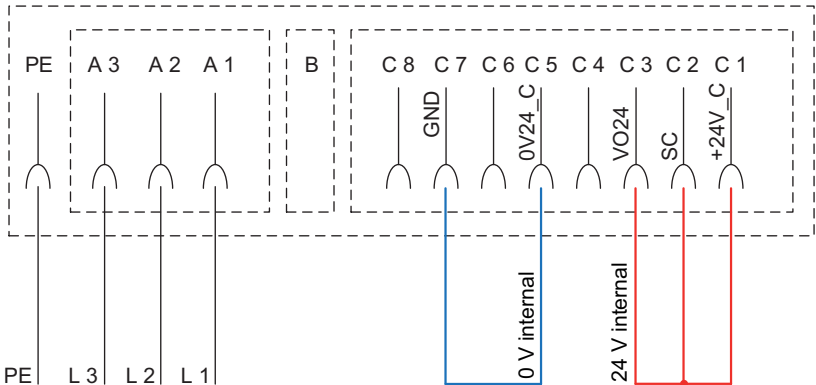 PE A 3 A 2 A 1 B C 8 C 7 C 6 C 5 C 4 C 3 C 2 C 1
GND
0V24_C
VO24
SC
+24V_C
0 V internal
24 V internal
PE L 3 L 2 L 1